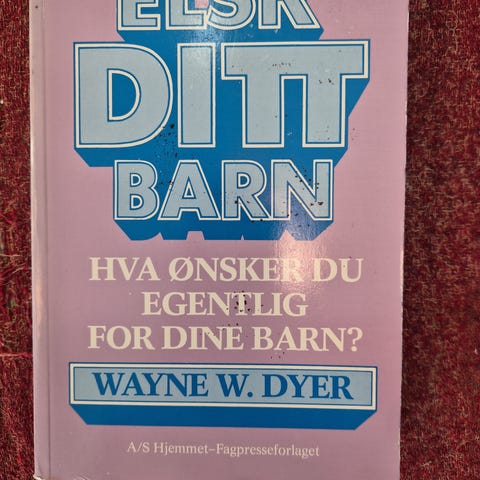 ELSK
DITT
BARN
HVA ØNSKER DU
EGENTLIG
FOR DINE BARN?
WAYNE W. DYER
A/S Hjemmet-Fagpresseforlaget